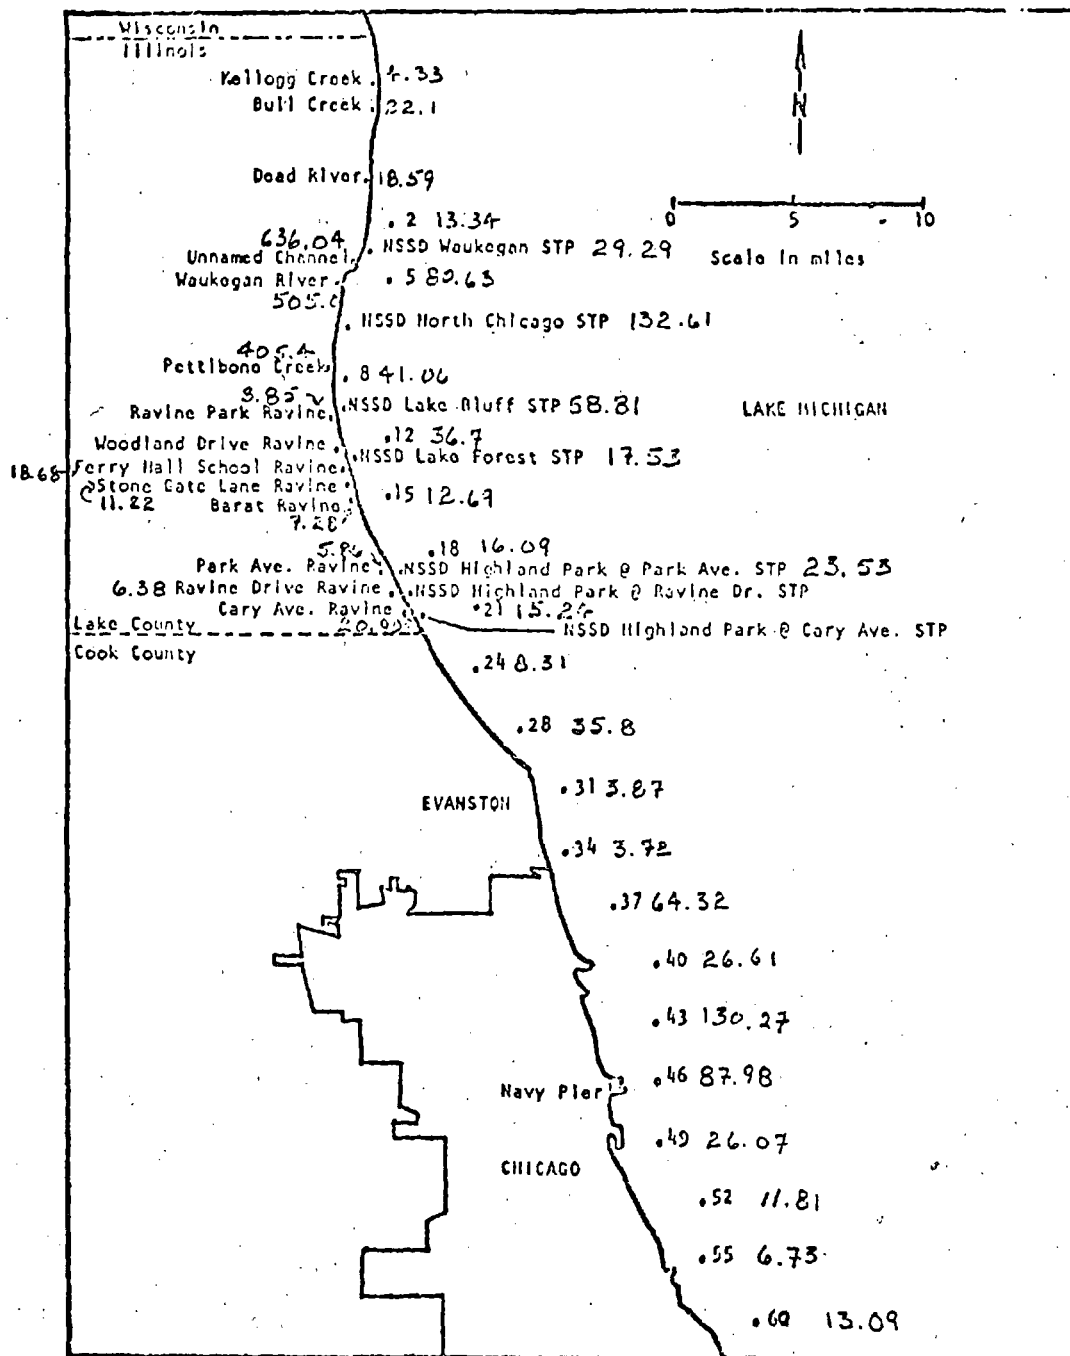 Wisconsin
Illinois
Kellogg Creek 4.33
Bull Creek 22.1
N
Dead River 18.59
2 13.34
0 5 10
636.04
NSSD Waukegan STP 29.29
Unnamed Channel
Scale in miles
Waukegan River
5 80.63
505.0
NSSD North Chicago STP 132.61
405.4
Pettibone Creek
8 41.06
3.85
NSSD Lake Bluff STP 58.81
LAKE MICHIGAN
Ravine Park Ravine
12 36.7
Woodland Drive Ravine
NSSD Lake Forest STP 17.53
18.68 Ferry Hall School Ravine
Stone Gate Lane Ravine
15 12.69
11.22 Barat Ravine
7.28
18 16.09
Park Ave. Ravine
NSSD Highland Park @ Park Ave. STP 23.53
6.38 Ravine Drive Ravine
NSSD Highland Park @ Ravine Dr. STP
Cary Ave. Ravine
21 15.24
Lake County
NSSD Highland Park @ Cary Ave. STP
Cook County
24 8.31
28 35.8
31 3.87
EVANSTON
34 3.72
37 64.32
40 26.61
43 130.27
46 87.98
Navy Pier
49 26.07
CHICAGO
52 11.81
55 6.73
60 13.09